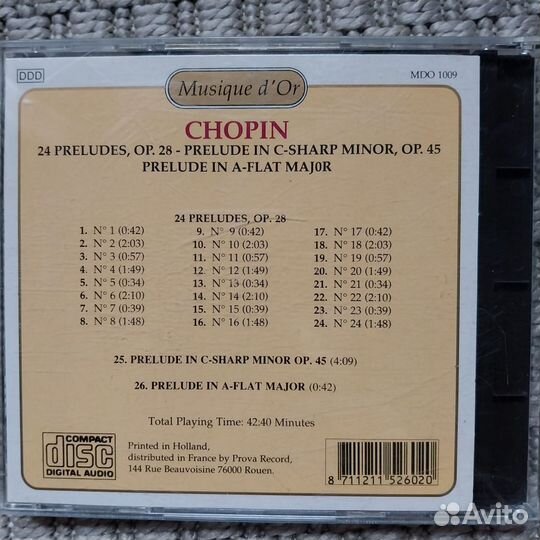 DDD
Musique d'Or
MDO 1009
CHOPIN
24 PRELUDES, OP. 28 - PRELUDE IN C-SHARP MINOR, OP. 45
PRELUDE IN A-FLAT MAJ0R
24 PRELUDES, OP. 28
1. N° 1 (0:42)
2. N° 2 (2:03)
3. N° 3 (0:57)
4. N° 4 (1:49)
5. N° 5 (0:34)
6. N° 6 (2:10)
7. N° 7 (0:39)
8. N° 8 (1:48)
9. N° 9 (0:42)
10. N° 10 (2:03)
11. N° 11 (0:57)
12. N° 12 (1:49)
13. N° 13 (0:34)
14. N° 14 (2:10)
15. N° 15 (0:39)
16. N° 16 (1:48)
17. N° 17 (0:42)
18. N° 18 (2:03)
19. N° 19 (0:57)
20. N° 20 (1:49)
21. N° 21 (0:34)
22. N° 22 (2:10)
23. N° 23 (0:39)
24. N° 24 (1:48)
25. PRELUDE IN C-SHARP MINOR OP. 45 (4:09)
26. PRELUDE IN A-FLAT MAJOR (0:42)
Total Playing Time: 42:40 Minutes
COMPACT
disc
DIGITAL AUDIO
Printed in Holland,
distributed in France by Prova Record,
144 Rue Beauvoisine 76000 Rouen.
8 711211 526020
Avito